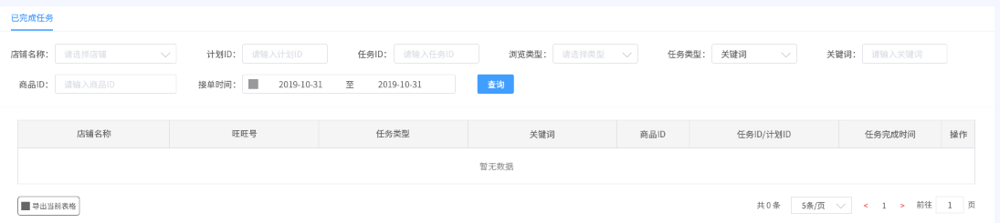 已完成任务
店铺名称： 请选择店铺 计划ID： 请输入计划ID 任务ID： 请输入任务ID 浏览类型： 请选择类型 任务类型： 关键词 关键词： 请输入关键词
商品ID： 请输入商品ID 接单时间： 2019-10-31 至 2019-10-31 查询
店铺名称 旺旺号 任务类型 关键词 商品ID 任务ID/计划ID 任务完成时间 操作
暂无数据
导出当前表格 共 0 条 5条/页 < 1 > 前往 1 页